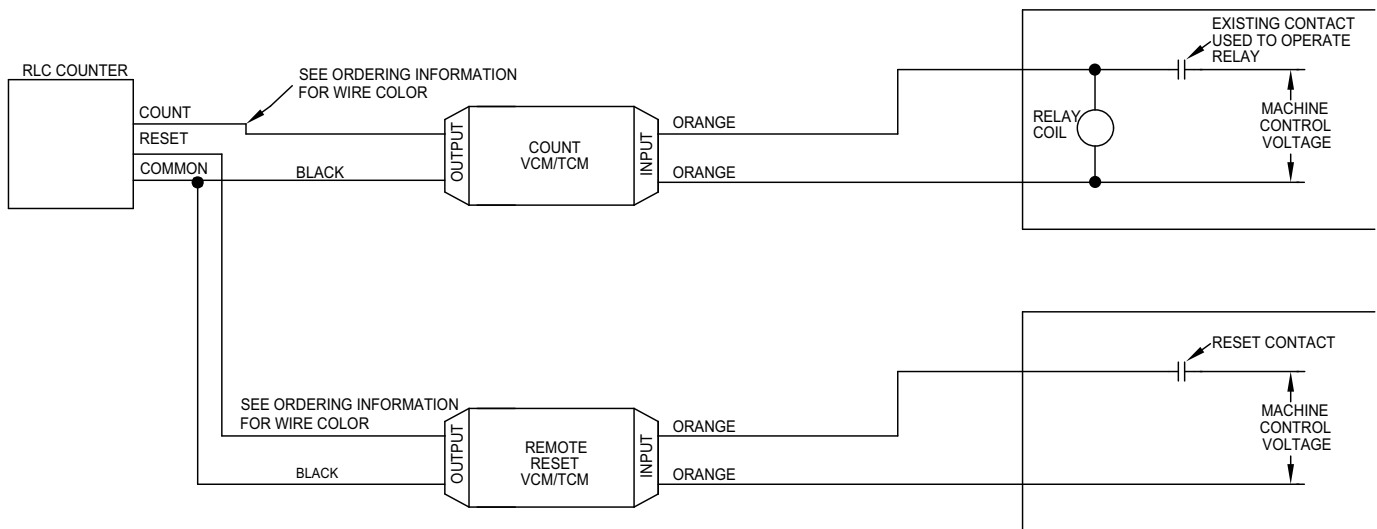 EXISTING CONTACT
USED TO OPERATE
RELAY
RLC COUNTER
SEE ORDERING INFORMATION
FOR WIRE COLOR
COUNT
RESET
COMMON
BLACK
OUTPUT
COUNT
VCM/TCM
INPUT
ORANGE
ORANGE
RELAY
COIL
MACHINE
CONTROL
VOLTAGE
RESET CONTACT
SEE ORDERING INFORMATION
FOR WIRE COLOR
BLACK
OUTPUT
REMOTE
RESET
VCM/TCM
INPUT
ORANGE
ORANGE
MACHINE
CONTROL
VOLTAGE